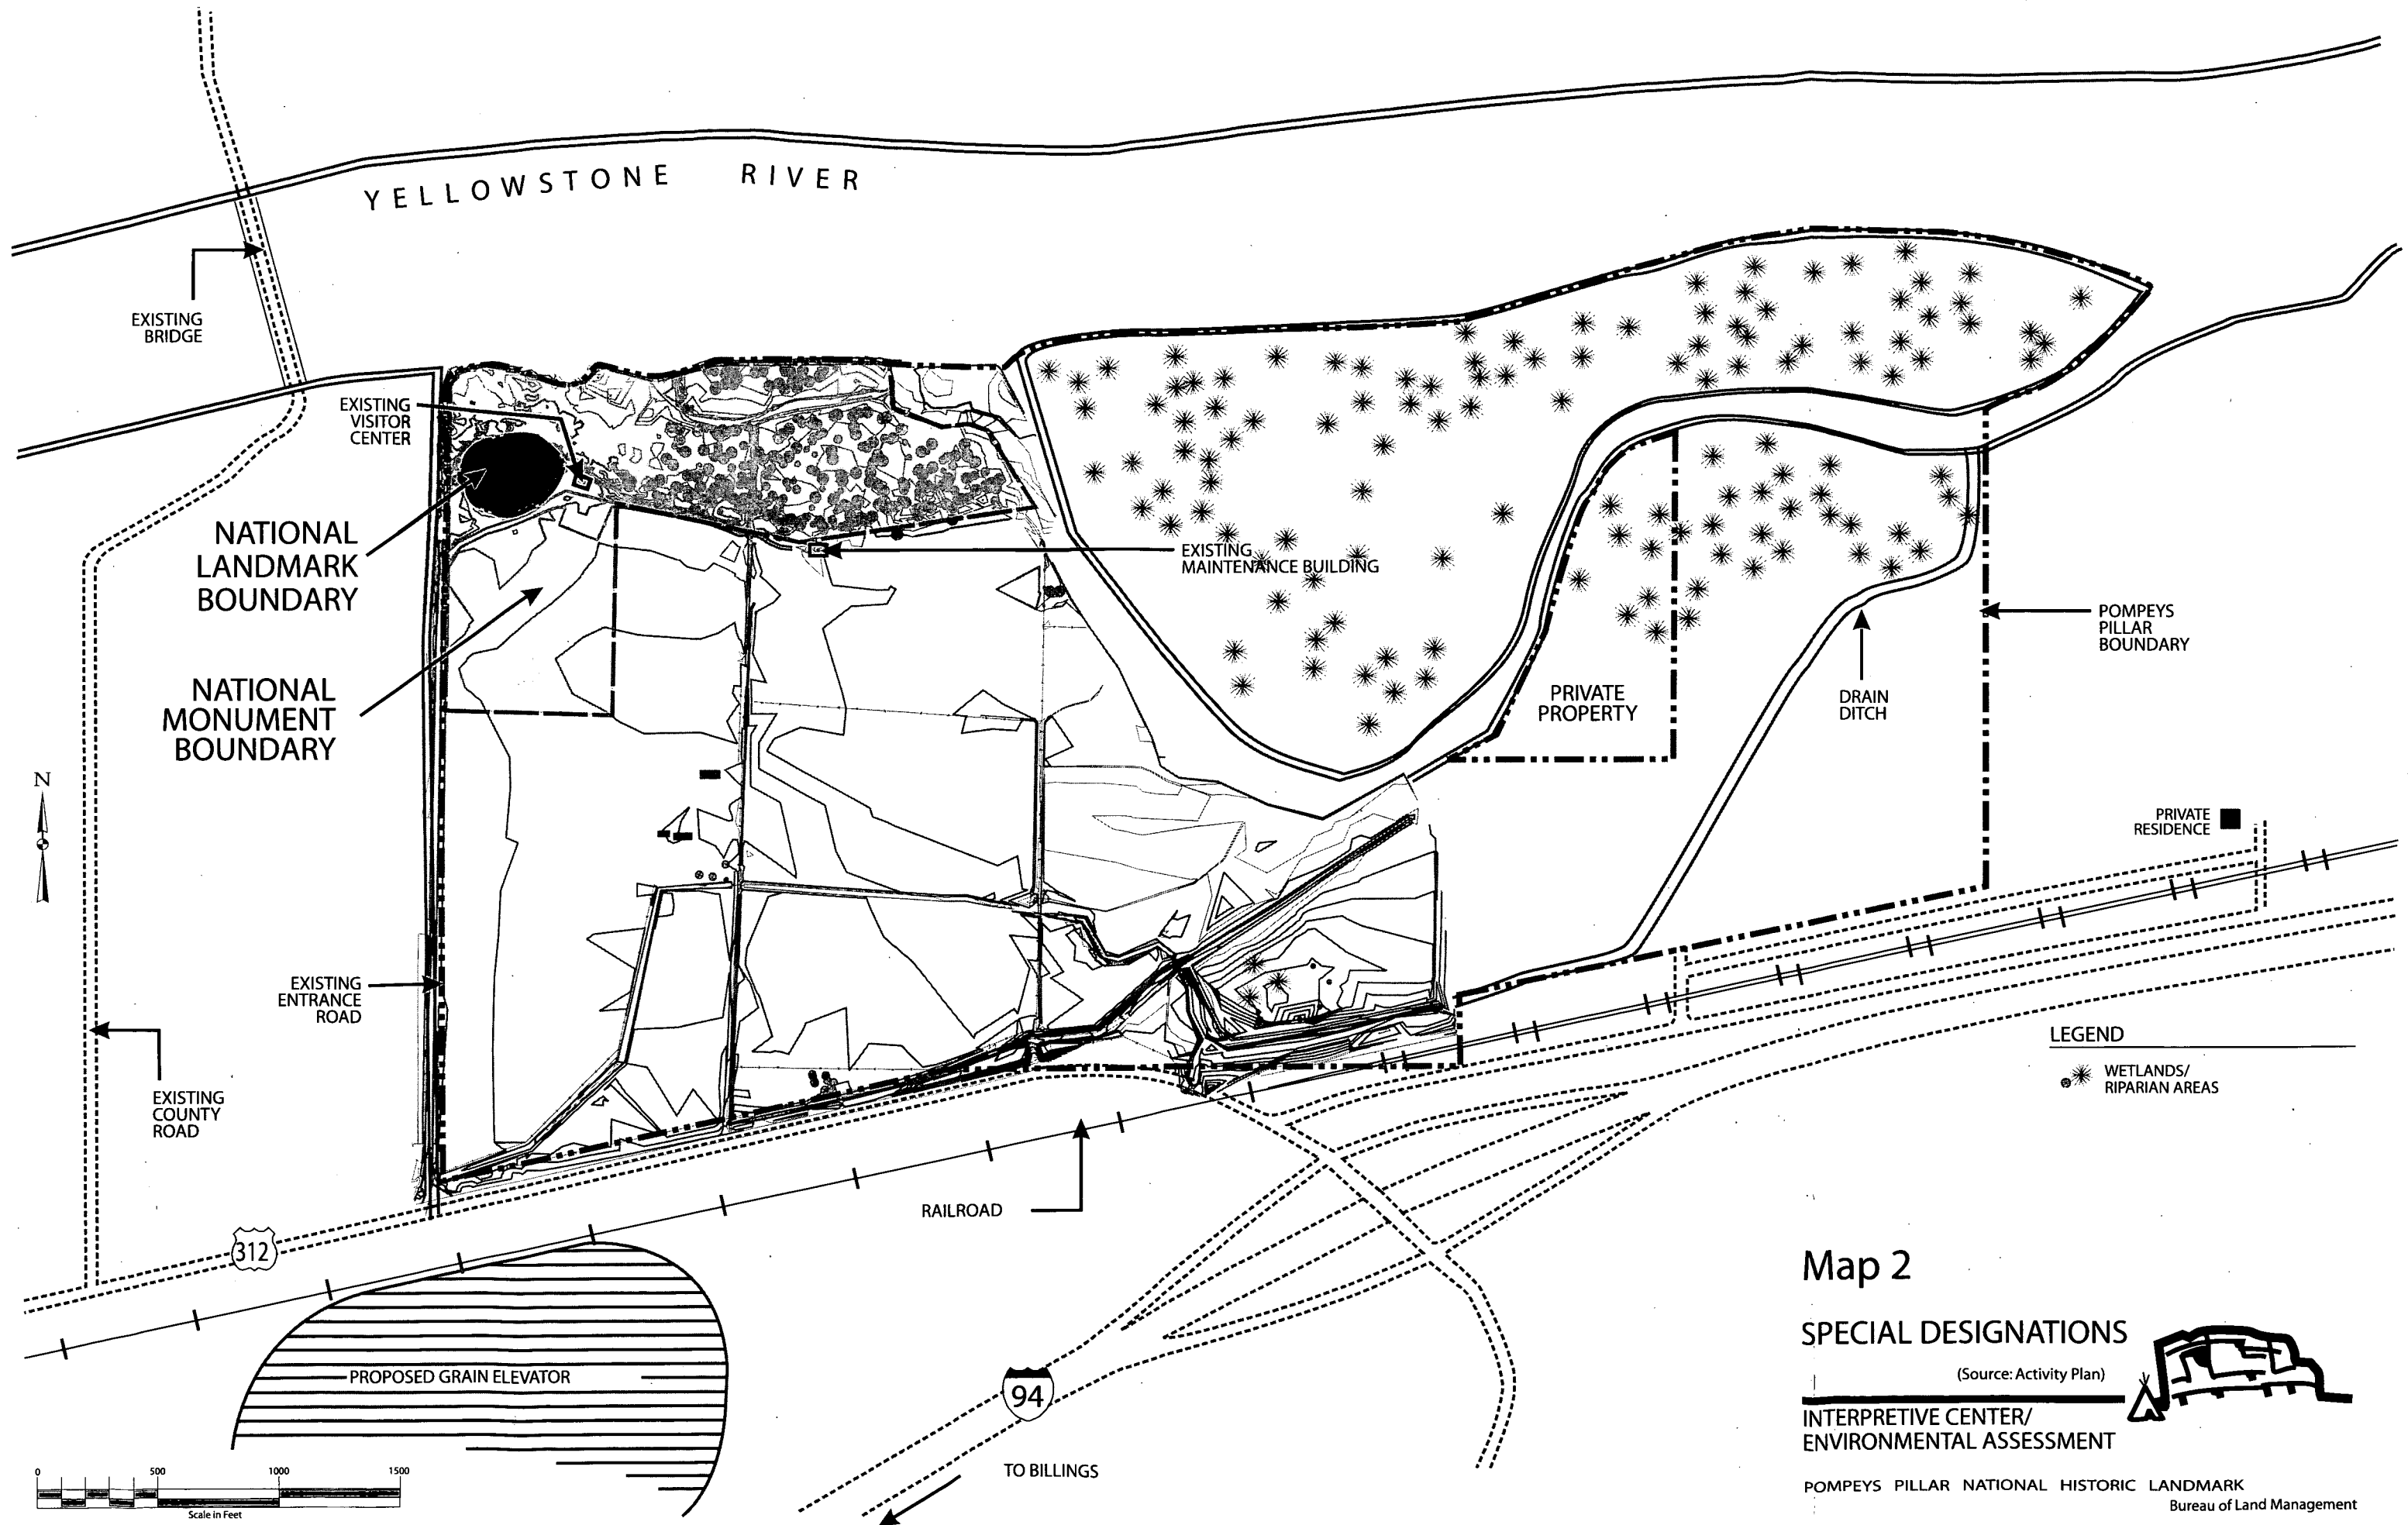 YELLOWSTONE RIVER
EXISTING
BRIDGE
EXISTING
VISITOR
CENTER
NATIONAL
LANDMARK
BOUNDARY
EXISTING
MAINTENANCE BUILDING
NATIONAL
MONUMENT
BOUNDARY
PRIVATE
PROPERTY
DRAIN
DITCH
POMPEYS
PILLAR
BOUNDARY
N
PRIVATE
RESIDENCE
EXISTING
ENTRANCE
ROAD
EXISTING
COUNTY
ROAD
LEGEND
WETLANDS/
RIPARIAN AREAS
RAILROAD
312
PROPOSED GRAIN ELEVATOR
94
TO BILLINGS
0 500 1000 1500
Scale in Feet
Map 2
SPECIAL DESIGNATIONS
(Source: Activity Plan)
INTERPRETIVE CENTER/
ENVIRONMENTAL ASSESSMENT
POMPEYS PILLAR NATIONAL HISTORIC LANDMARK
Bureau of Land Management